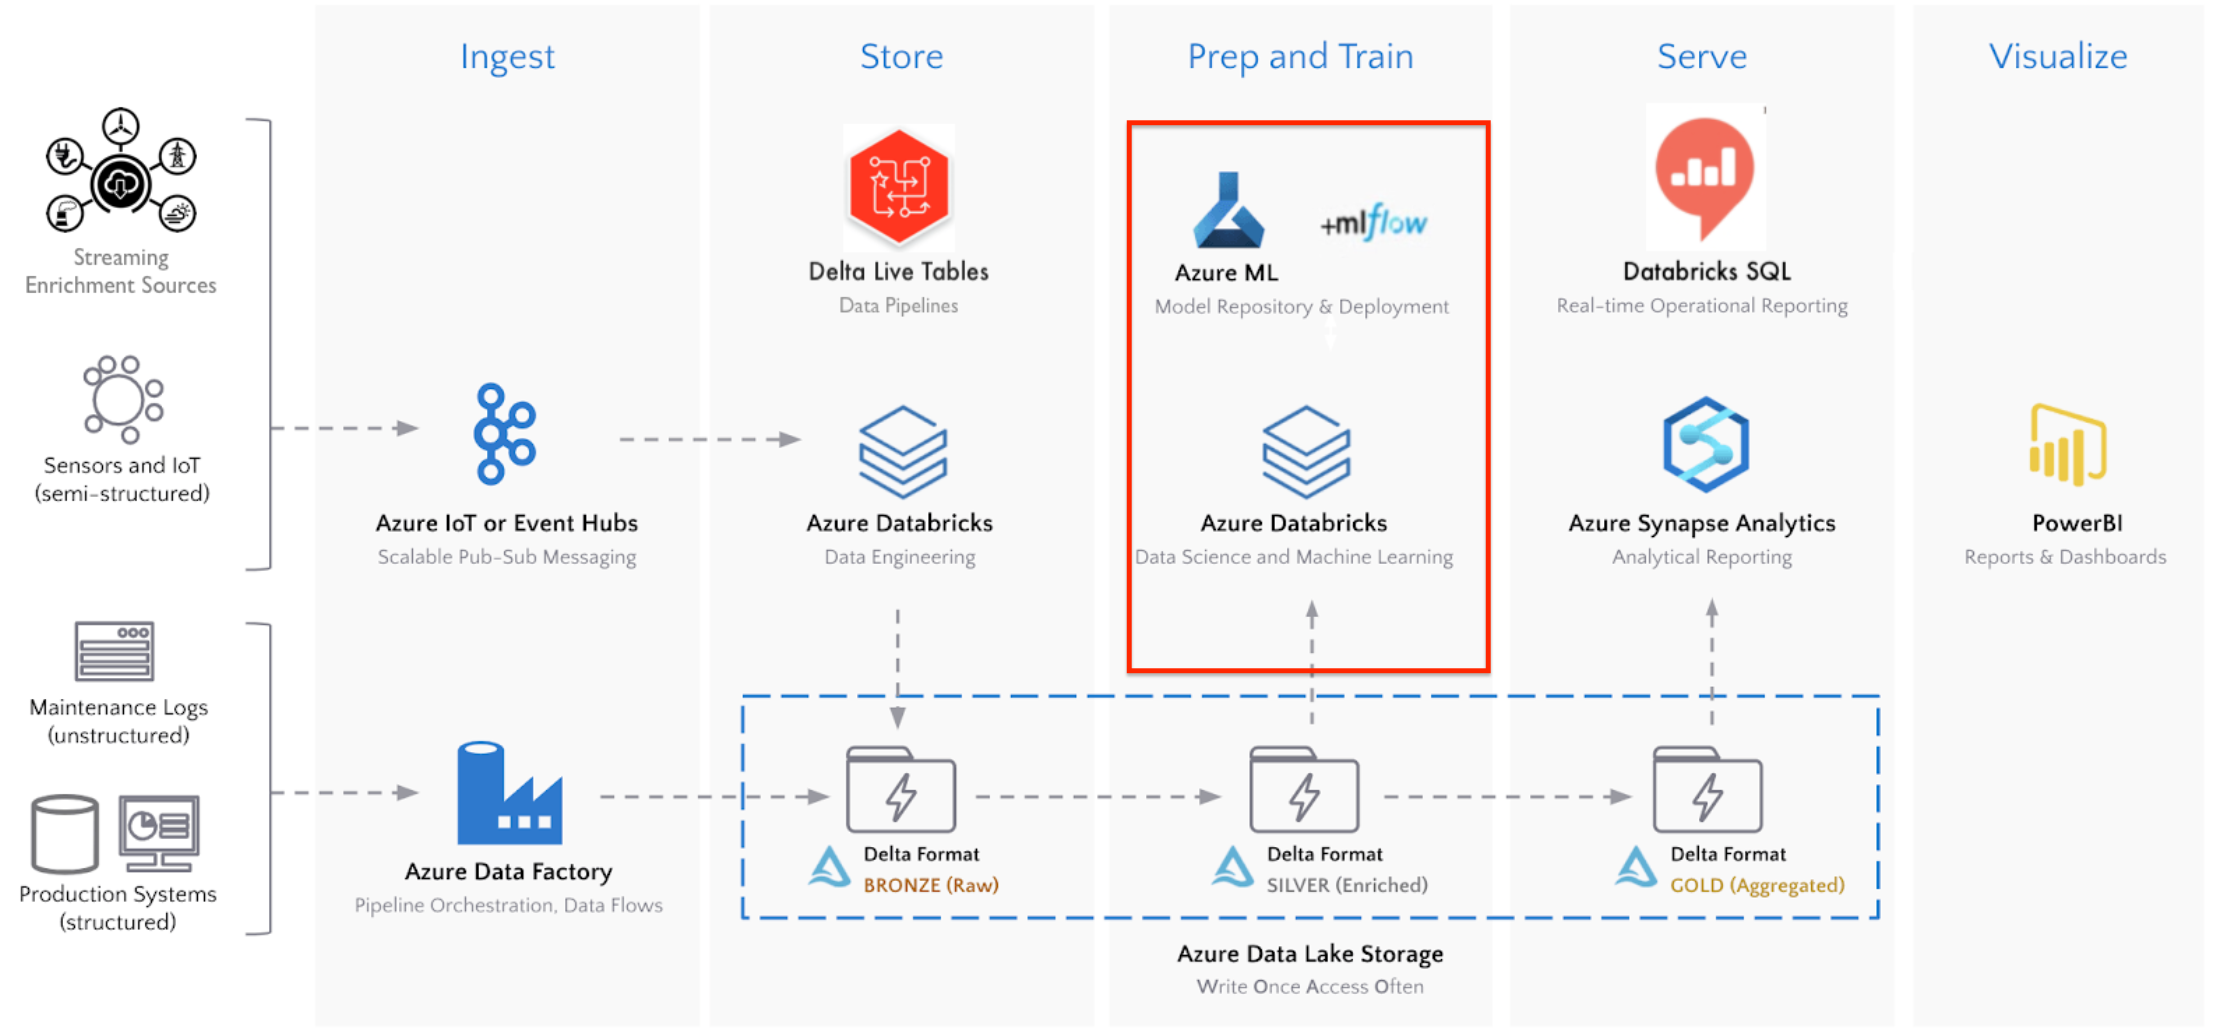 Ingest
Store
Prep and Train
Serve
Visualize
Streaming
Enrichment Sources
Sensors and IoT
(semi-structured)
Maintenance Logs
(unstructured)
Production Systems
(structured)
Azure IoT or Event Hubs
Scalable Pub-Sub Messaging
Azure Data Factory
Pipeline Orchestration, Data Flows
Delta Live Tables
Data Pipelines
Azure Databricks
Data Engineering
Delta Format
BRONZE (Raw)
+mlflow
Azure ML
Model Repository & Deployment
Azure Databricks
Data Science and Machine Learning
Delta Format
SILVER (Enriched)
Databricks SQL
Real-time Operational Reporting
Azure Synapse Analytics
Analytical Reporting
Delta Format
GOLD (Aggregated)
PowerBI
Reports & Dashboards
Azure Data Lake Storage
Write Once Access Often